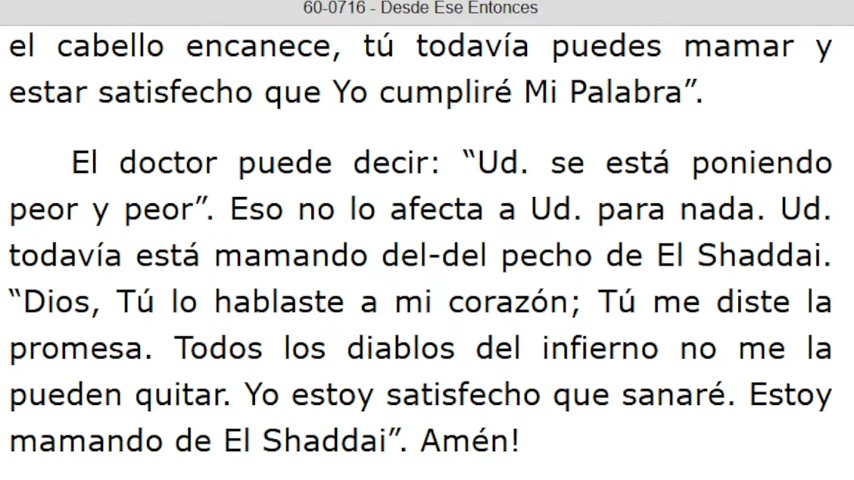 60-0716 - Desde Ese Entonces
el cabello encanece, tú todavía puedes mamar y
estar satisfecho que Yo cumpliré Mi Palabra”.
El doctor puede decir: “Ud. se está poniendo
peor y peor”. Eso no lo afecta a Ud. para nada. Ud.
todavía está mamando del-del pecho de El Shaddai.
“Dios, Tú lo hablaste a mi corazón; Tú me diste la
promesa. Todos los diablos del infierno no me la
pueden quitar. Yo estoy satisfecho que sanaré. Estoy
mamando de El Shaddai”. Amén!